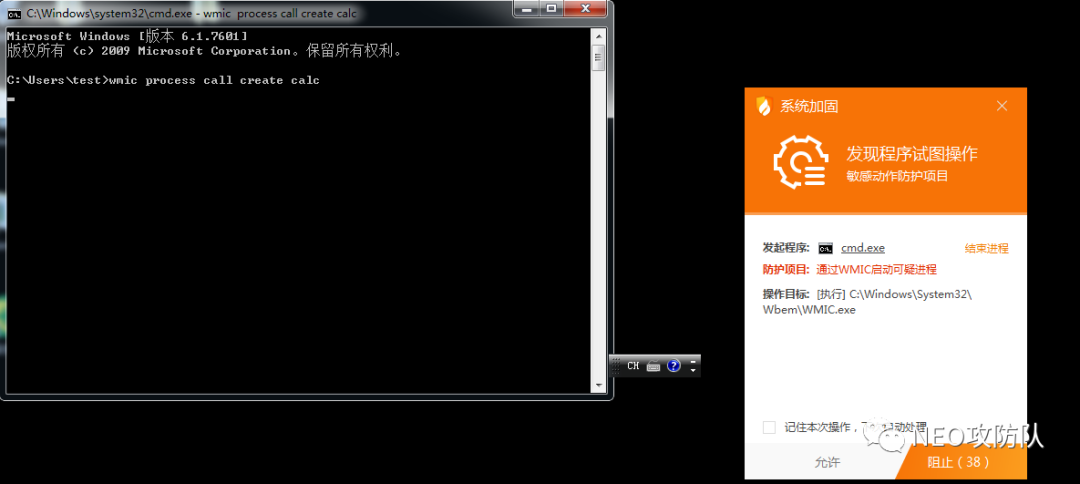 C:\Windows\system32\cmd.exe - wmic process call create calc
Microsoft Windows [版本 6.1.7601]
版权所有 (c) 2009 Microsoft Corporation。保留所有权利。
C:\Users\test>wmic process call create calc
CH
系统加固
发现程序试图操作
敏感动作防护项目
发起程序: cmd.exe 结束进程
防护项目: 通过WMIC启动可疑进程
操作目标: [执行] C:\Windows\System32\
Wbem\WMIC.exe
记住本次操作，下次自动处理
NEO攻防队
允许 阻止（38）